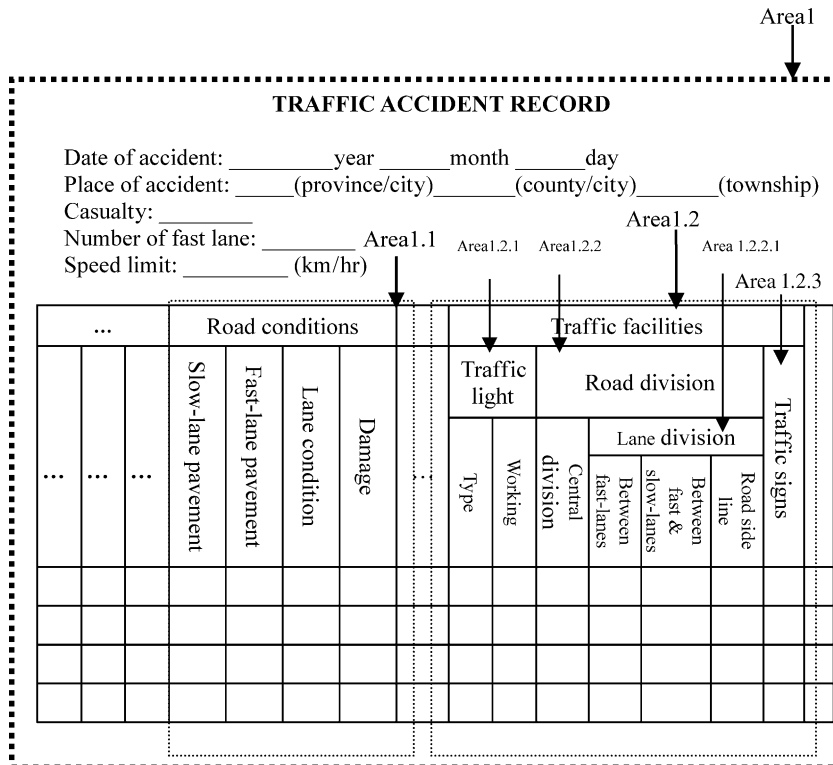 Area1
TRAFFIC ACCIDENT RECORD
Date of accident: _________year ______month ______day
Place of accident: _____(province/city)_______(county/city)_______(township)
Casualty: ________
Number of fast lane: ________
Speed limit: _________ (km/hr)
Area1.1
Area1.2.1
Area1.2.2
Area1.2
Area 1.2.2.1
Area 1.2.3
...
Road conditions
Traffic facilities
...
...
...
Slow-lane pavement
Fast-lane pavement
Lane condition
Damage
...
Traffic
light
Road division
Traffic signs
Lane division
Type
Working
Central
division
Between
fast-lanes
Between
fast &
slow-lanes
Road side
line